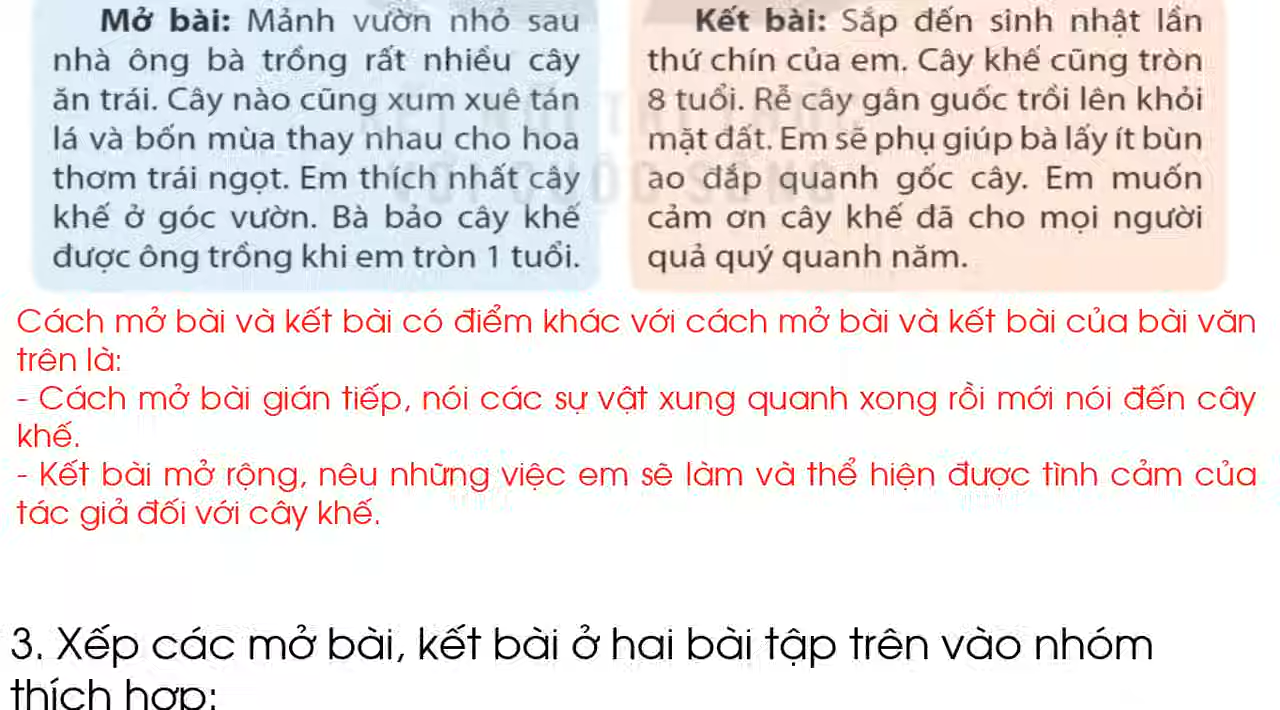 Mở bài: Mảnh vườn nhỏ sau
nhà ông bà trồng rất nhiều cây
ăn trái. Cây nào cũng xum xuê tán
lá và bốn mùa thay nhau cho hoa
thơm trái ngọt. Em thích nhất cây
khế ở góc vườn. Bà bảo cây khế
được ông trồng khi em tròn 1 tuổi.
Kết bài: Sắp đến sinh nhật lần
thứ chín của em. Cây khế cũng tròn
8 tuổi. Rễ cây gân guốc trồi lên khỏi
mặt đất. Em sẽ phụ giúp bà lấy ít bùn
ao đắp quanh gốc cây. Em muốn
cảm ơn cây khế đã cho mọi người
quả quý quanh năm.
Cách mở bài và kết bài có điểm khác với cách mở bài và kết bài của bài văn
trên là:
- Cách mở bài gián tiếp, nói các sự vật xung quanh xong rồi mới nói đến cây
khế.
- Kết bài mở rộng, nêu những việc em sẽ làm và thể hiện được tình cảm của
tác giả đối với cây khế.
3. Xếp các mở bài, kết bài ở hai bài tập trên vào nhóm
thích hợp: